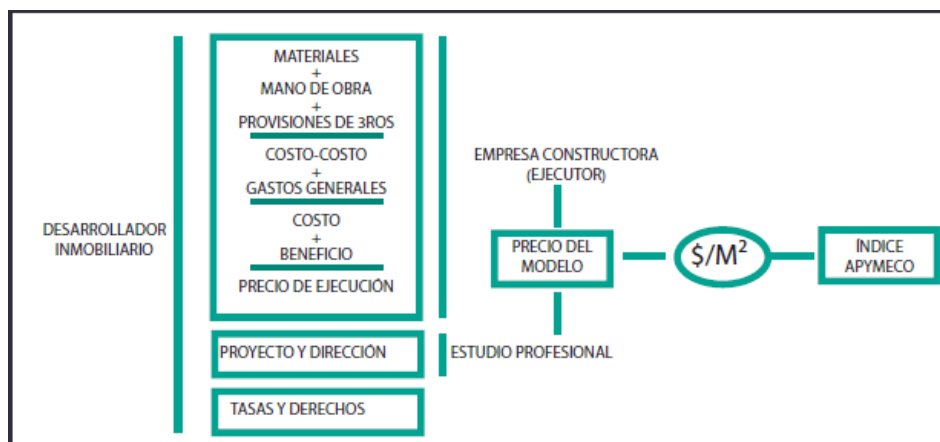 DESARROLLADOR
INMOBILIARIO
MATERIALES
+
MANO DE OBRA
+
PROVISIONES DE 3ROS
COSTO-COSTO
+
GASTOS GENERALES
COSTO
+
BENEFICIO
PRECIO DE EJECUCIÓN
PROYECTO Y DIRECCIÓN
TASAS Y DERECHOS
EMPRESA CONSTRUCTORA
(EJECUTOR)
PRECIO DEL
MODELO
ESTUDIO PROFESIONAL
$/M²
ÍNDICE
APYMECO